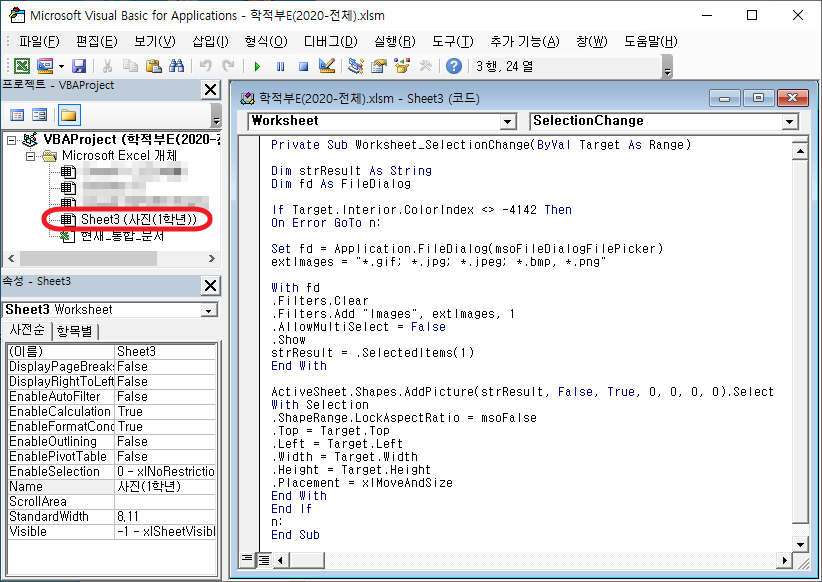 Microsoft Visual Basic for Applications - 학적부E(2020-전체).xlsm
파일(F) 편집(E) 보기(V) 삽입(I) 형식(O) 디버그(D) 실행(R) 도구(T) 추가 기능(A) 창(W) 도움말(H)
3 행, 24 열
프로젝트 - VBAProject
VBAProject (학적부E(2020-전
Microsoft Excel 개체
Sheet3 (사진(1학년))
현재_통합_문서
속성 - Sheet3
Sheet3 Worksheet
사전순 항목별
(이름) Sheet3
DisplayPageBreaks False
DisplayRightToLeft False
EnableAutoFilter False
EnableCalculation True
EnableFormatCond True
EnableOutlining False
EnablePivotTable False
EnableSelection 0 - xlNoRestrictio
Name 사진(1학년)
ScrollArea
StandardWidth 8.11
Visible -1 - xlSheetVisibl
학적부E(2020-전체).xlsm - Sheet3 (코드)
Worksheet SelectionChange
Private Sub Worksheet_SelectionChange(ByVal Target As Range)
Dim strResult As String
Dim fd As FileDialog
If Target.Interior.ColorIndex <> -4142 Then
On Error GoTo n:
Set fd = Application.FileDialog(msoFileDialogFilePicker)
extImages = "*.gif; *.jpg; *.jpeg; *.bmp, *.png"
With fd
.Filters.Clear
.Filters.Add "Images", extImages, 1
.AllowMultiSelect = False
.Show
strResult = .SelectedItems(1)
End With
ActiveSheet.Shapes.AddPicture(strResult, False, True, 0, 0, 0, 0).Select
With Selection
.ShapeRange.LockAspectRatio = msoFalse
.Top = Target.Top
.Left = Target.Left
.Width = Target.Width
.Height = Target.Height
.Placement = xlMoveAndSize
End With
End If
n:
End Sub